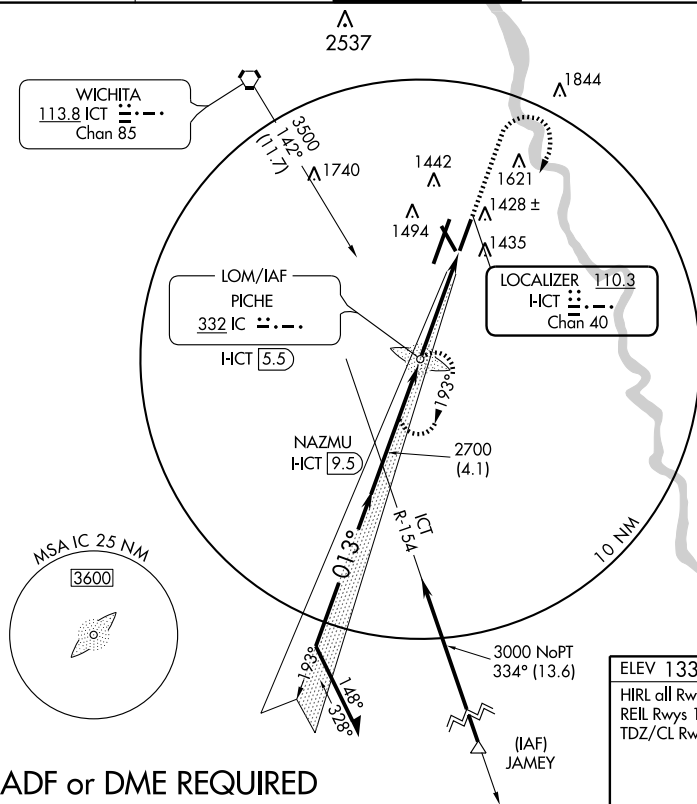 2537
1844
WICHITA
113.8 ICT
Chan 85
3500
142°
(11.7)
1740
1442
1621
1494
1428 ±
1435
LOM/IAF
PICHE
332 IC
I-ICT 5.5
LOCALIZER 110.3
I-ICT
Chan 40
193°
NAZMU
I-ICT 9.5
2700
(4.1)
ICT
R-154
013°
10 NM
MSA IC 25 NM
3600
3000 NoPT
334° (13.6)
193°
148°
328°
(IAF)
JAMEY
ELEV 133
HIRL all Rw
REIL Rwys 1
TDZ/CL Rw
ADF or DME REQUIRED